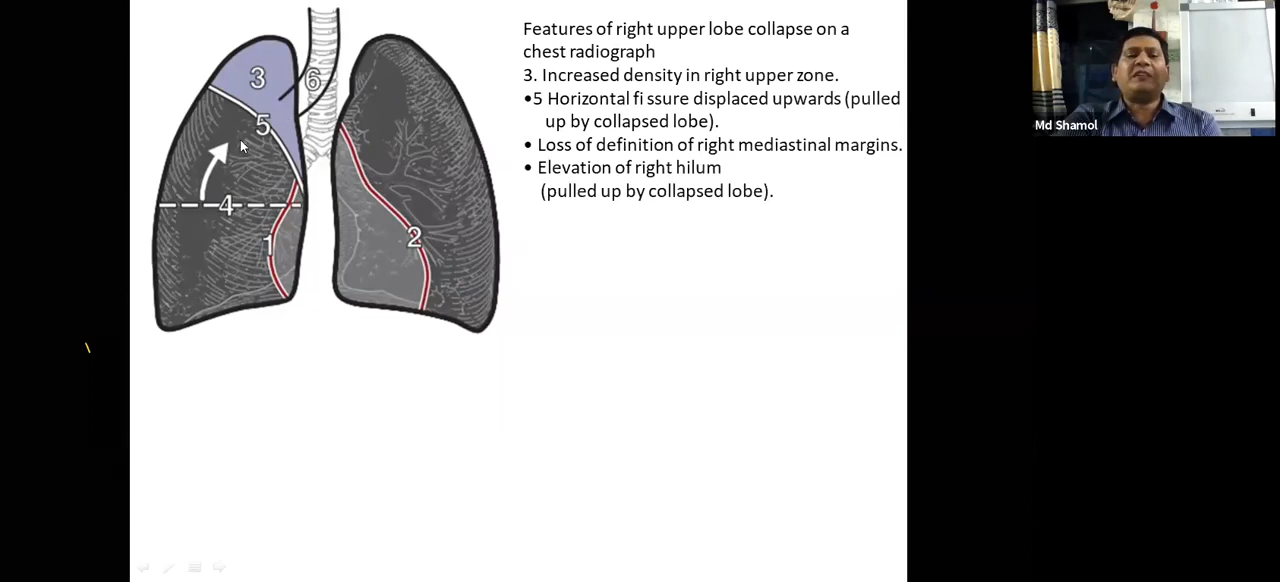 Features of right upper lobe collapse on a
chest radiograph
3. Increased density in right upper zone.
•5 Horizontal fi ssure displaced upwards (pulled
up by collapsed lobe).
• Loss of definition of right mediastinal margins.
• Elevation of right hilum
(pulled up by collapsed lobe).
3
6
5
4
1
2
Md Shamol